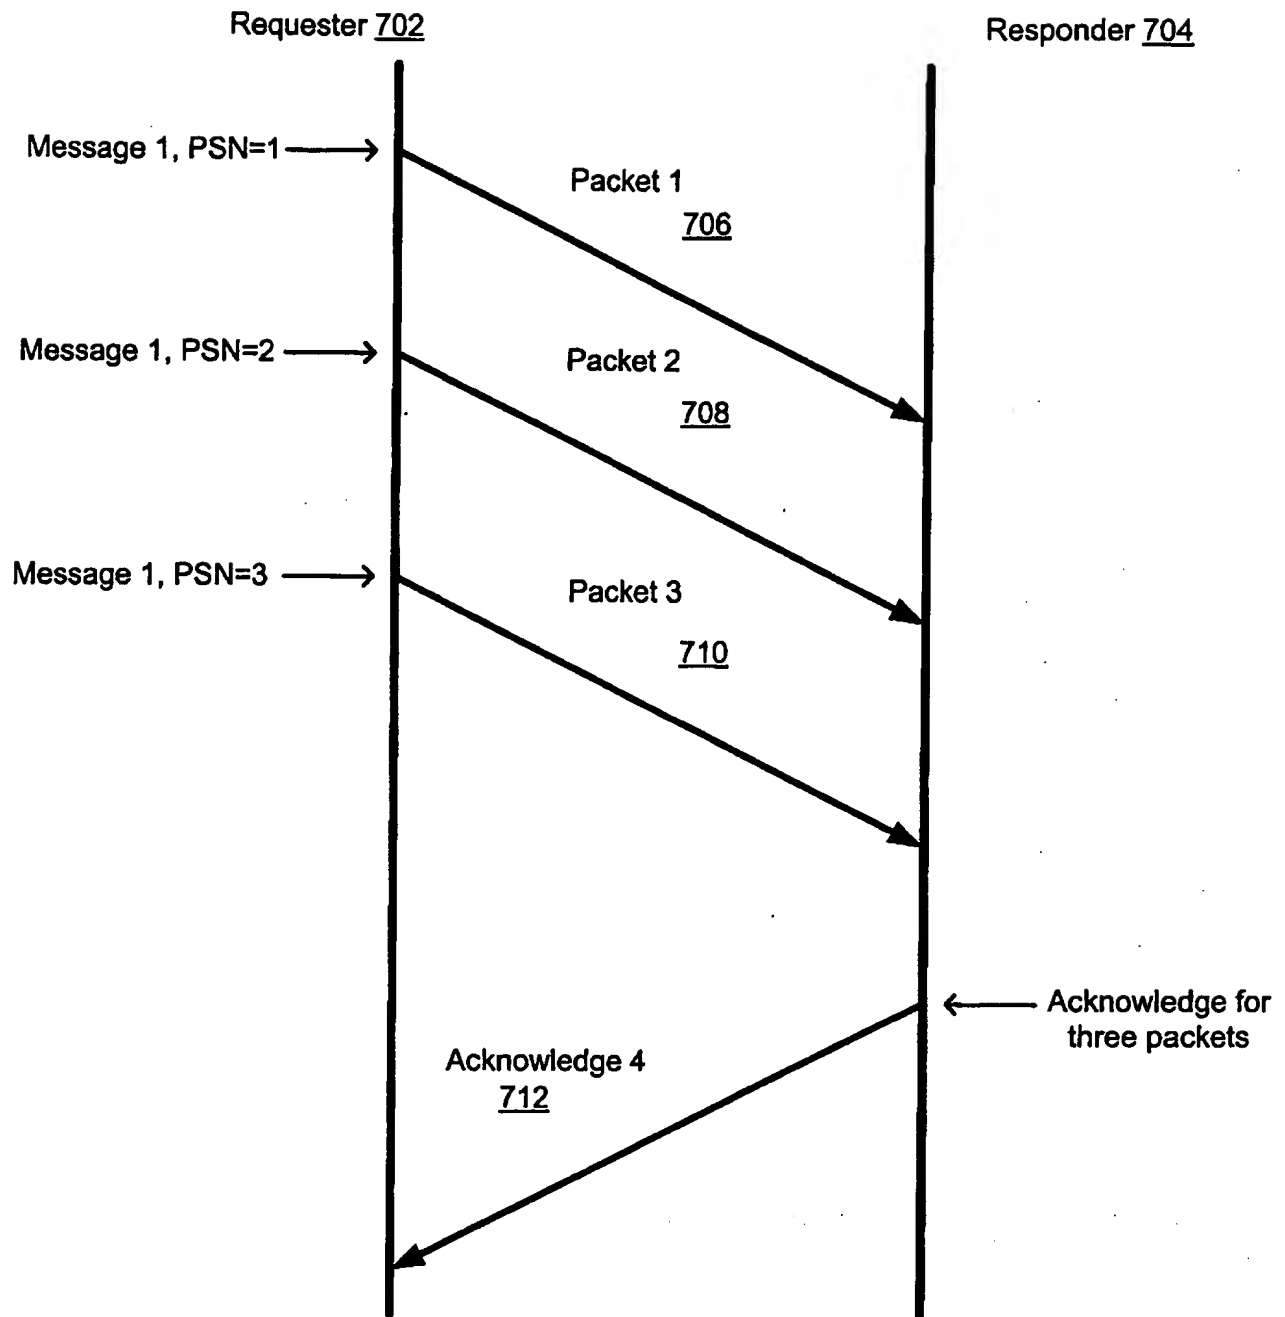 Requester 702
Responder 704
Message 1, PSN=1
Packet 1
706
Message 1, PSN=2
Packet 2
708
Message 1, PSN=3
Packet 3
710
Acknowledge for
three packets
Acknowledge 4
712